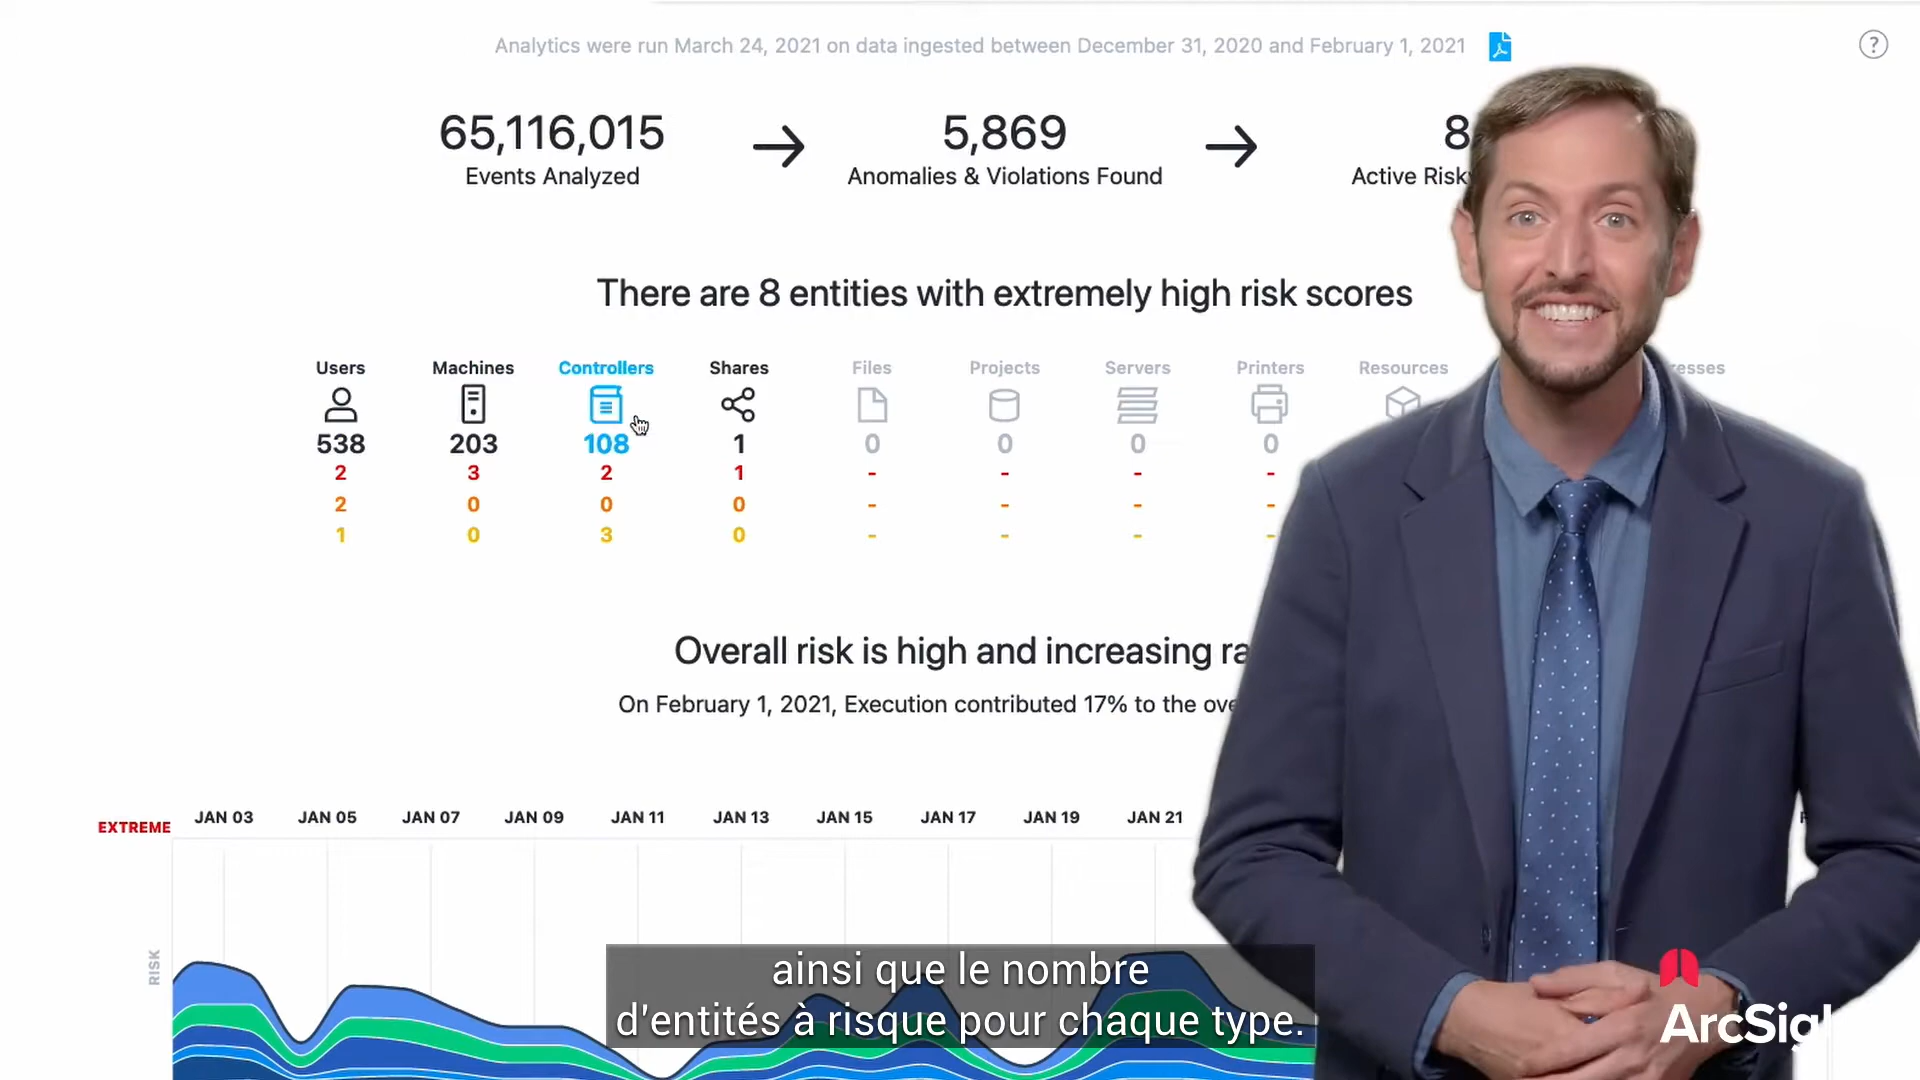 Analytics were run March 24, 2021 on data ingested between December 31, 2020 and February 1, 2021
?
65,116,015 5,869 8
Events Analyzed Anomalies & Violations Found Active Risky
There are 8 entities with extremely high risk scores
Users Machines Controllers Shares Files Projects Servers Printers Resources
538 203 108 1 0 0 0 0
2 3 2 1 - - - -
2 0 0 0 - - - -
1 0 3 0 - - - -
Overall risk is high and increasing
On February 1, 2021, Execution contributed 17% to the
JAN 03 JAN 05 JAN 07 JAN 09 JAN 11 JAN 13 JAN 15 JAN 17 JAN 19 JAN 21
EXTREME
RISK
ainsi que le nombre
d'entités à risque pour chaque type.